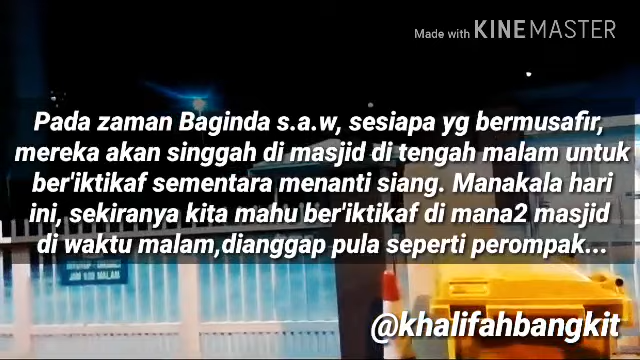 Made with KINEMASTER
Pada zaman Baginda s.a.w, sesiapa yg bermusafir,
mereka akan singgah di masjid di tengah malam untuk
ber'iktikaf sementara menanti siang. Manakala hari
ini, sekiranya kita mahu ber'iktikaf di mana2 masjid
di waktu malam,dianggap pula seperti perompak...
MALAM
@khalifahbangkit